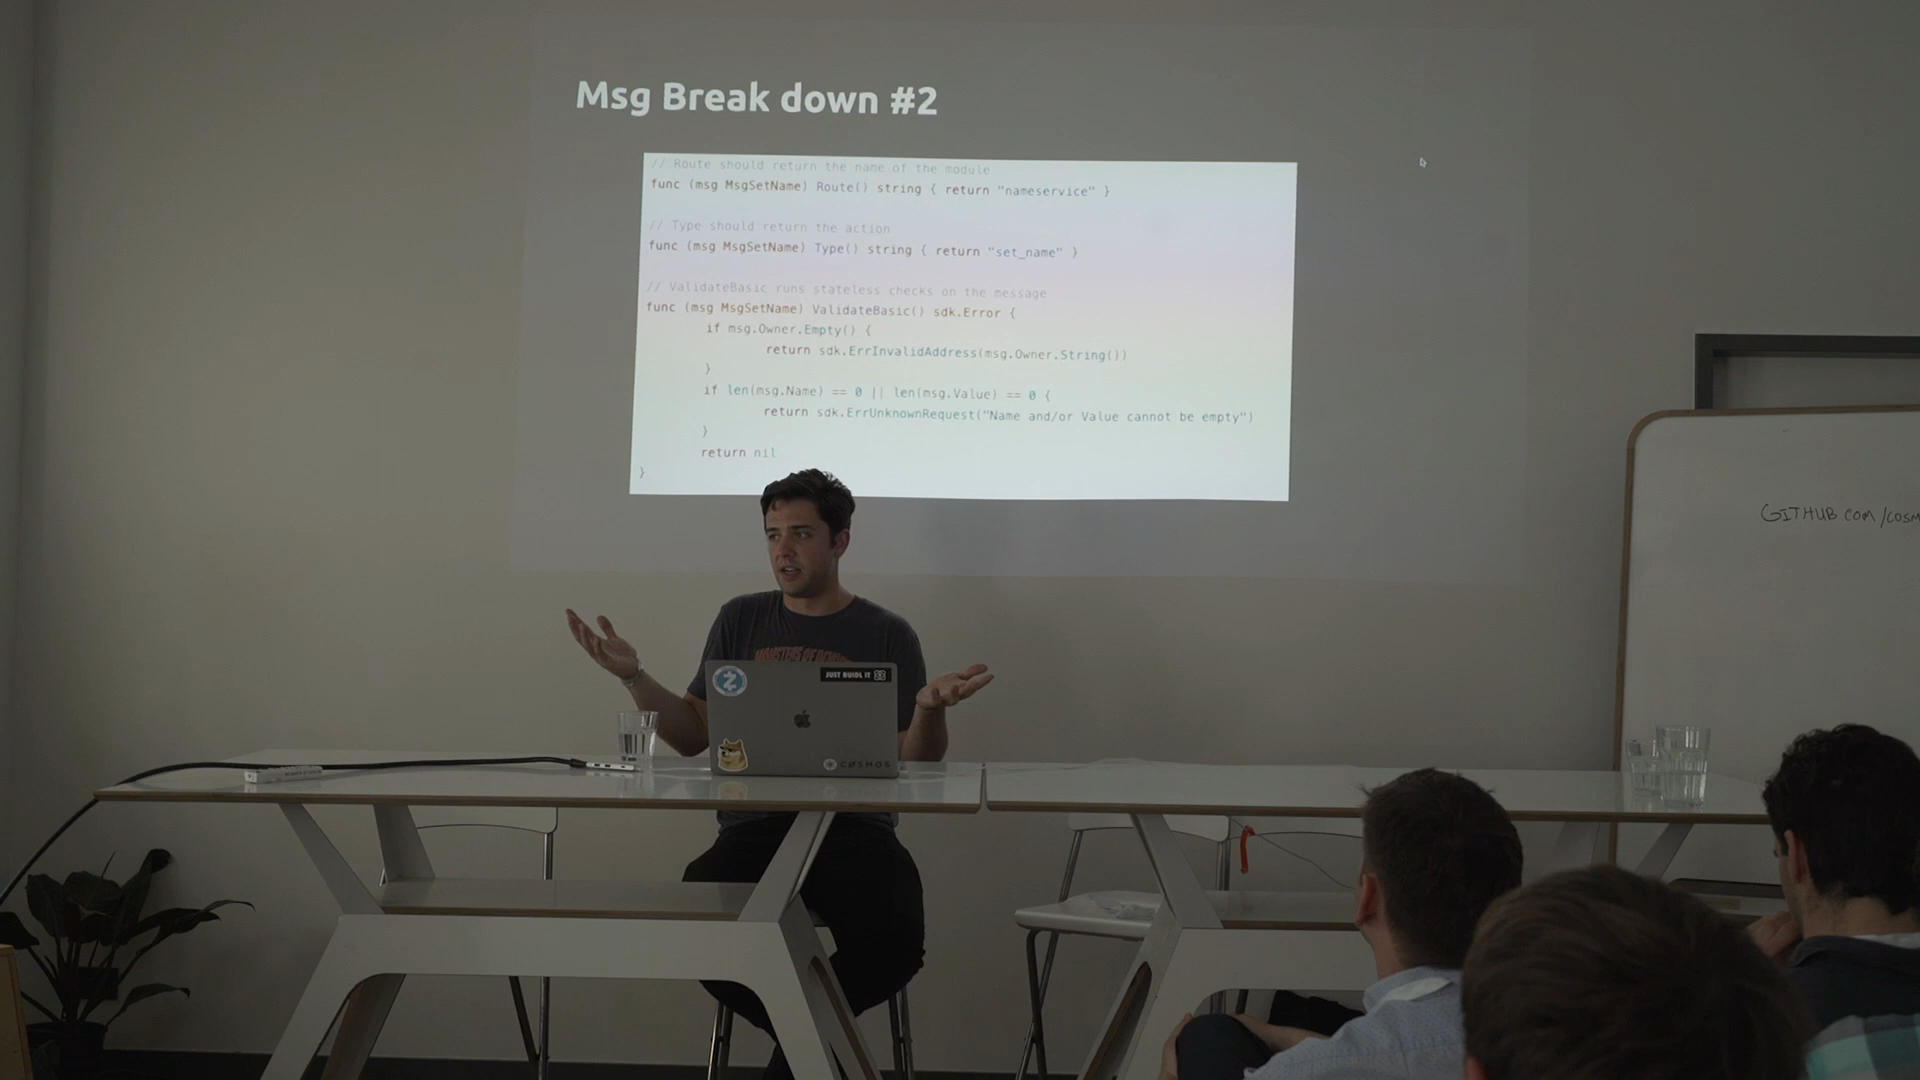 Msg Break down #2
// Route should return the name of the module
func (msg MsgSetName) Route() string { return "nameservice" }
// Type should return the action
func (msg MsgSetName) Type() string { return "set_name" }
// ValidateBasic runs stateless checks on the message
func (msg MsgSetName) ValidateBasic() sdk.Error {
if msg.Owner.Empty() {
return sdk.ErrInvalidAddress(msg.Owner.String())
}
if len(msg.Name) == 0 || len(msg.Value) == 0 {
return sdk.ErrUnknownRequest("Name and/or Value cannot be empty")
}
return nil
}
GITHUB.COM/COSM
JUST BUIDL IT
COSMOS